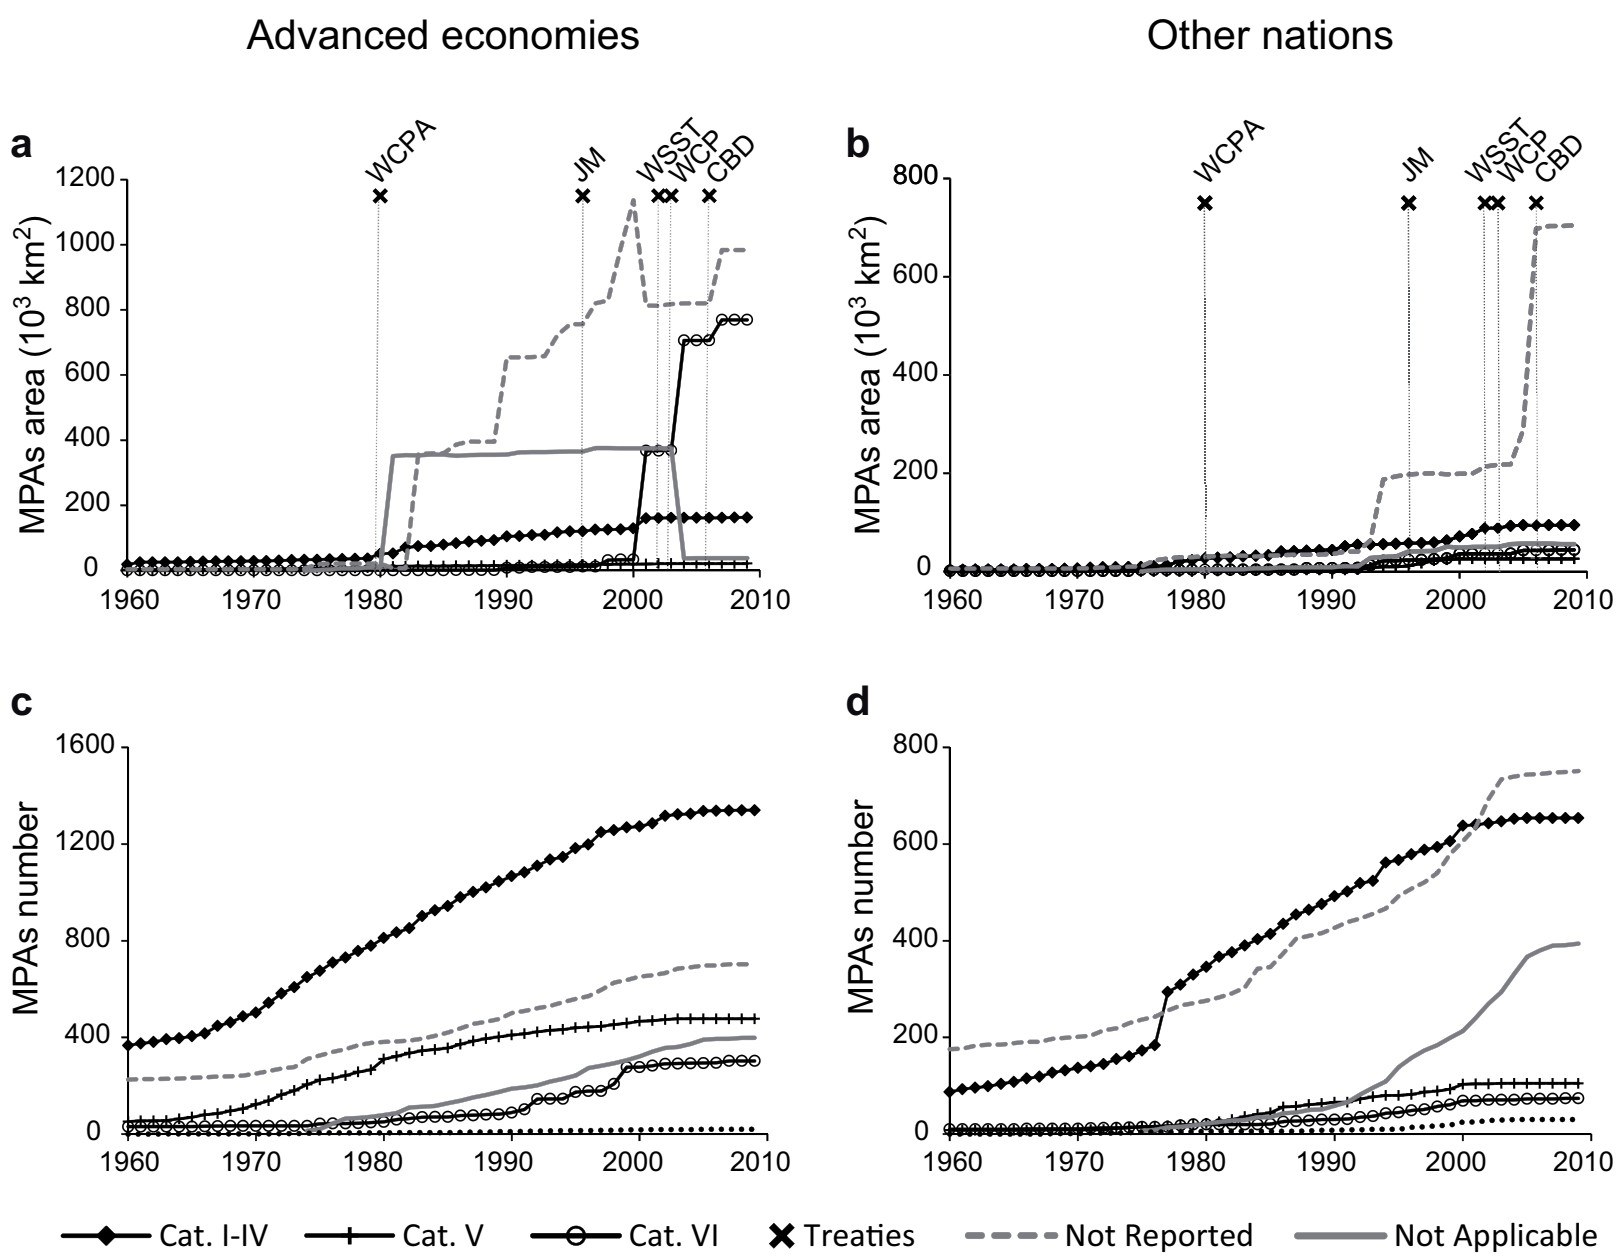 Advanced economies
Other nations
a
WCPA
JM
WSST
WCP
CBD
MPAs area (10³ km²)
1200
1000
800
600
400
200
0
1960
1970
1980
1990
2000
2010
b
WCPA
JM
WSST
WCP
CBD
MPAs area (10³ km²)
800
600
400
200
0
1960
1970
1980
1990
2000
2010
c
MPAs number
1600
1200
800
400
0
1960
1970
1980
1990
2000
2010
d
MPAs number
800
600
400
200
0
1960
1970
1980
1990
2000
2010
Cat. I-IV
Cat. V
Cat. VI
Treaties
Not Reported
Not Applicable